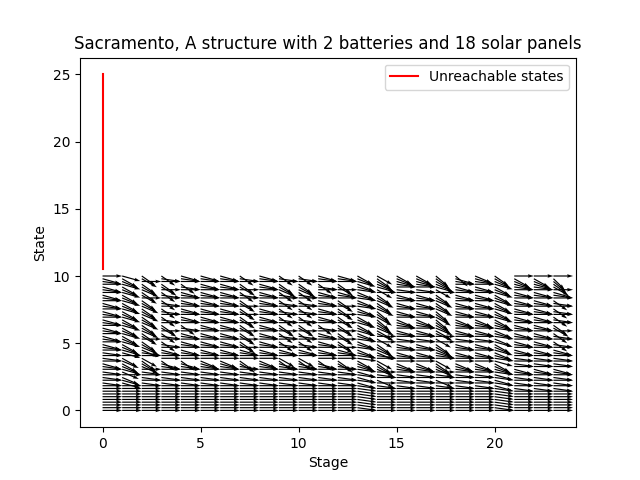 Sacramento, A structure with 2 batteries and 18 solar panels
Unreachable states
25
20
15
10
5
0
State
0
5
10
15
20
Stage